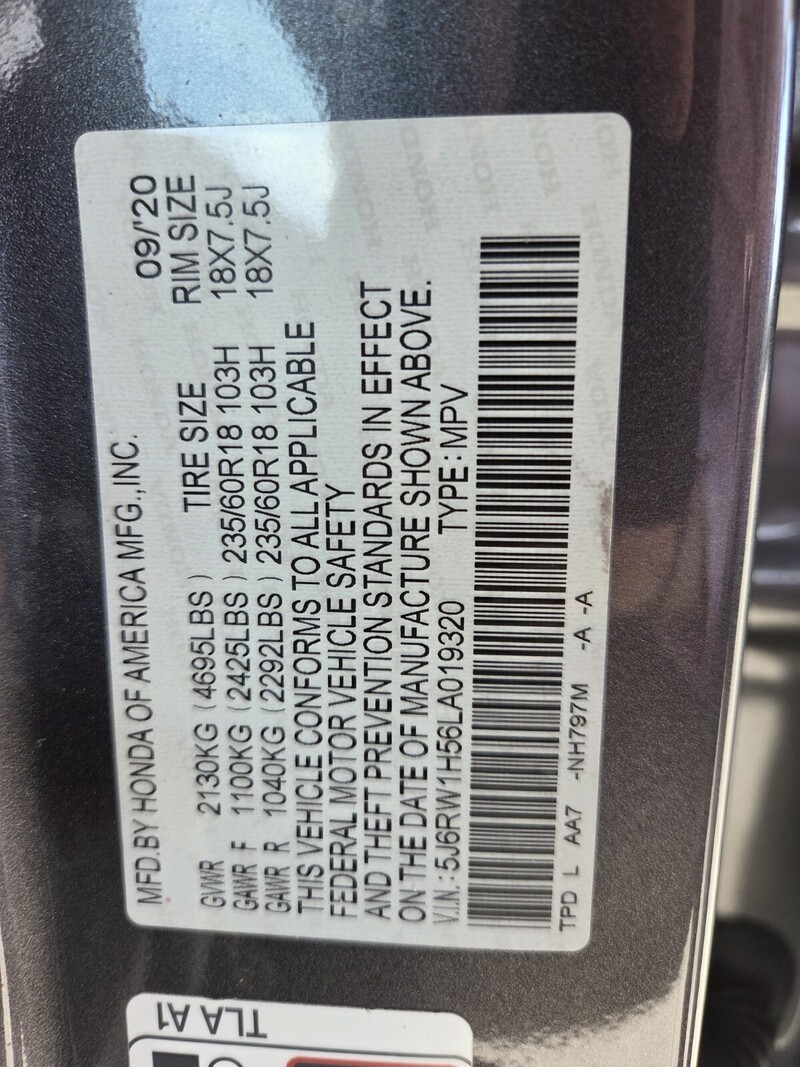 MFD.BY HONDA OF AMERICA MFG.,INC. 09/'20
TIRE SIZE RIM SIZE
GVWR 2130KG (4695LBS)
GAWR F 1100KG (2425LBS) 235/60R18 103H 18X7.5J
GAWR R 1040KG (2292LBS) 235/60R18 103H 18X7.5J
THIS VEHICLE CONFORMS TO ALL APPLICABLE
FEDERAL MOTOR VEHICLE SAFETY
AND THEFT PREVENTION STANDARDS IN EFFECT
ON THE DATE OF MANUFACTURE SHOWN ABOVE.
V.I.N.: 5J6RW1H56LA019320 TYPE : MPV
TPD L AA7 -NH797M -A -A
TLA A1